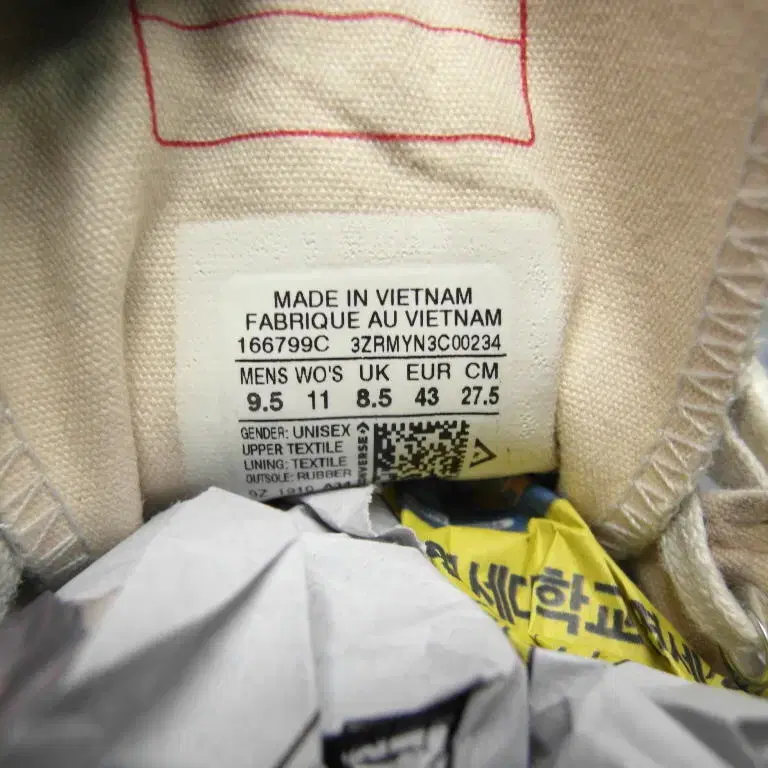 MADE IN VIETNAM
FABRIQUE AU VIETNAM
166799C 3ZRMYN3C00234
MENS WO'S UK EUR CM
9.5 11 8.5 43 27.5
GENDER: UNISEX
UPPER TEXTILE
LINING: TEXTILE
OUTSOLE: RUBBER
CONVERSE
세대학교